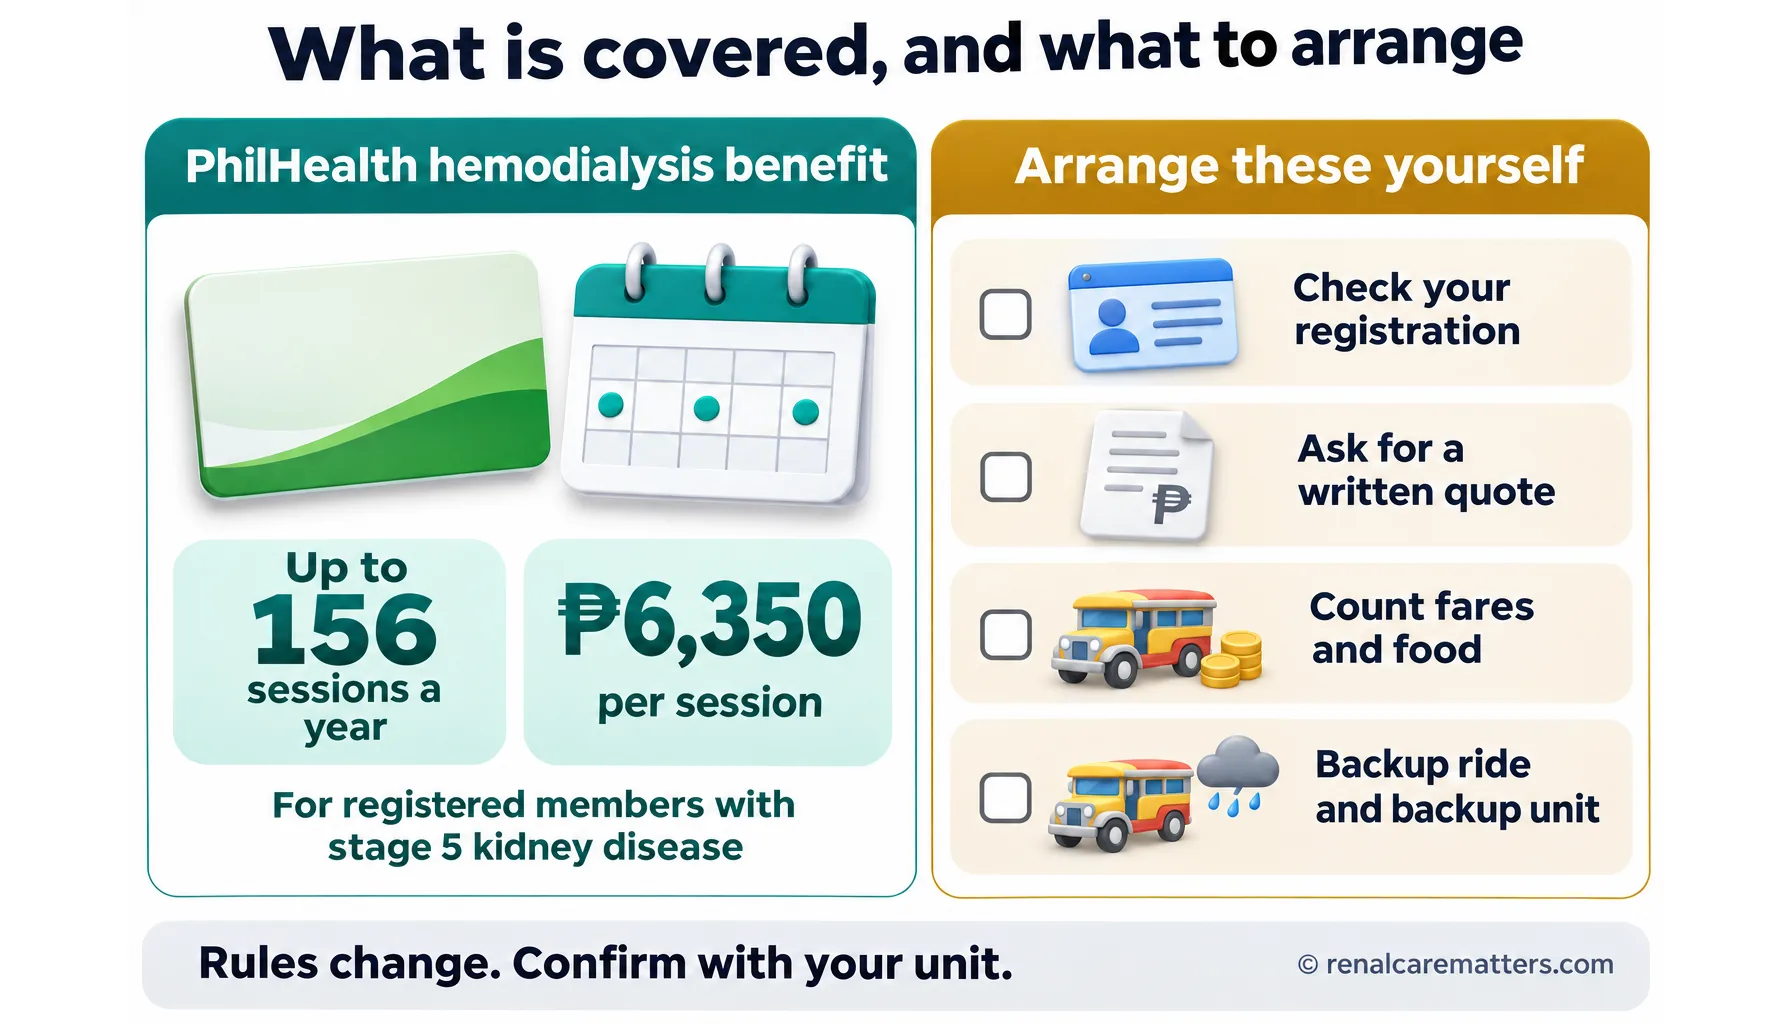 What is covered, and what to arrange
PhilHealth hemodialysis benefit
Up to
156
sessions a
year
₱6,350
per session
For registered members with
stage 5 kidney disease
Arrange these yourself
Check your
registration
₱
Ask for a
written quote
Count fares
and food
Backup ride
and backup unit
Rules change. Confirm with your unit.
© renalcarematters.com